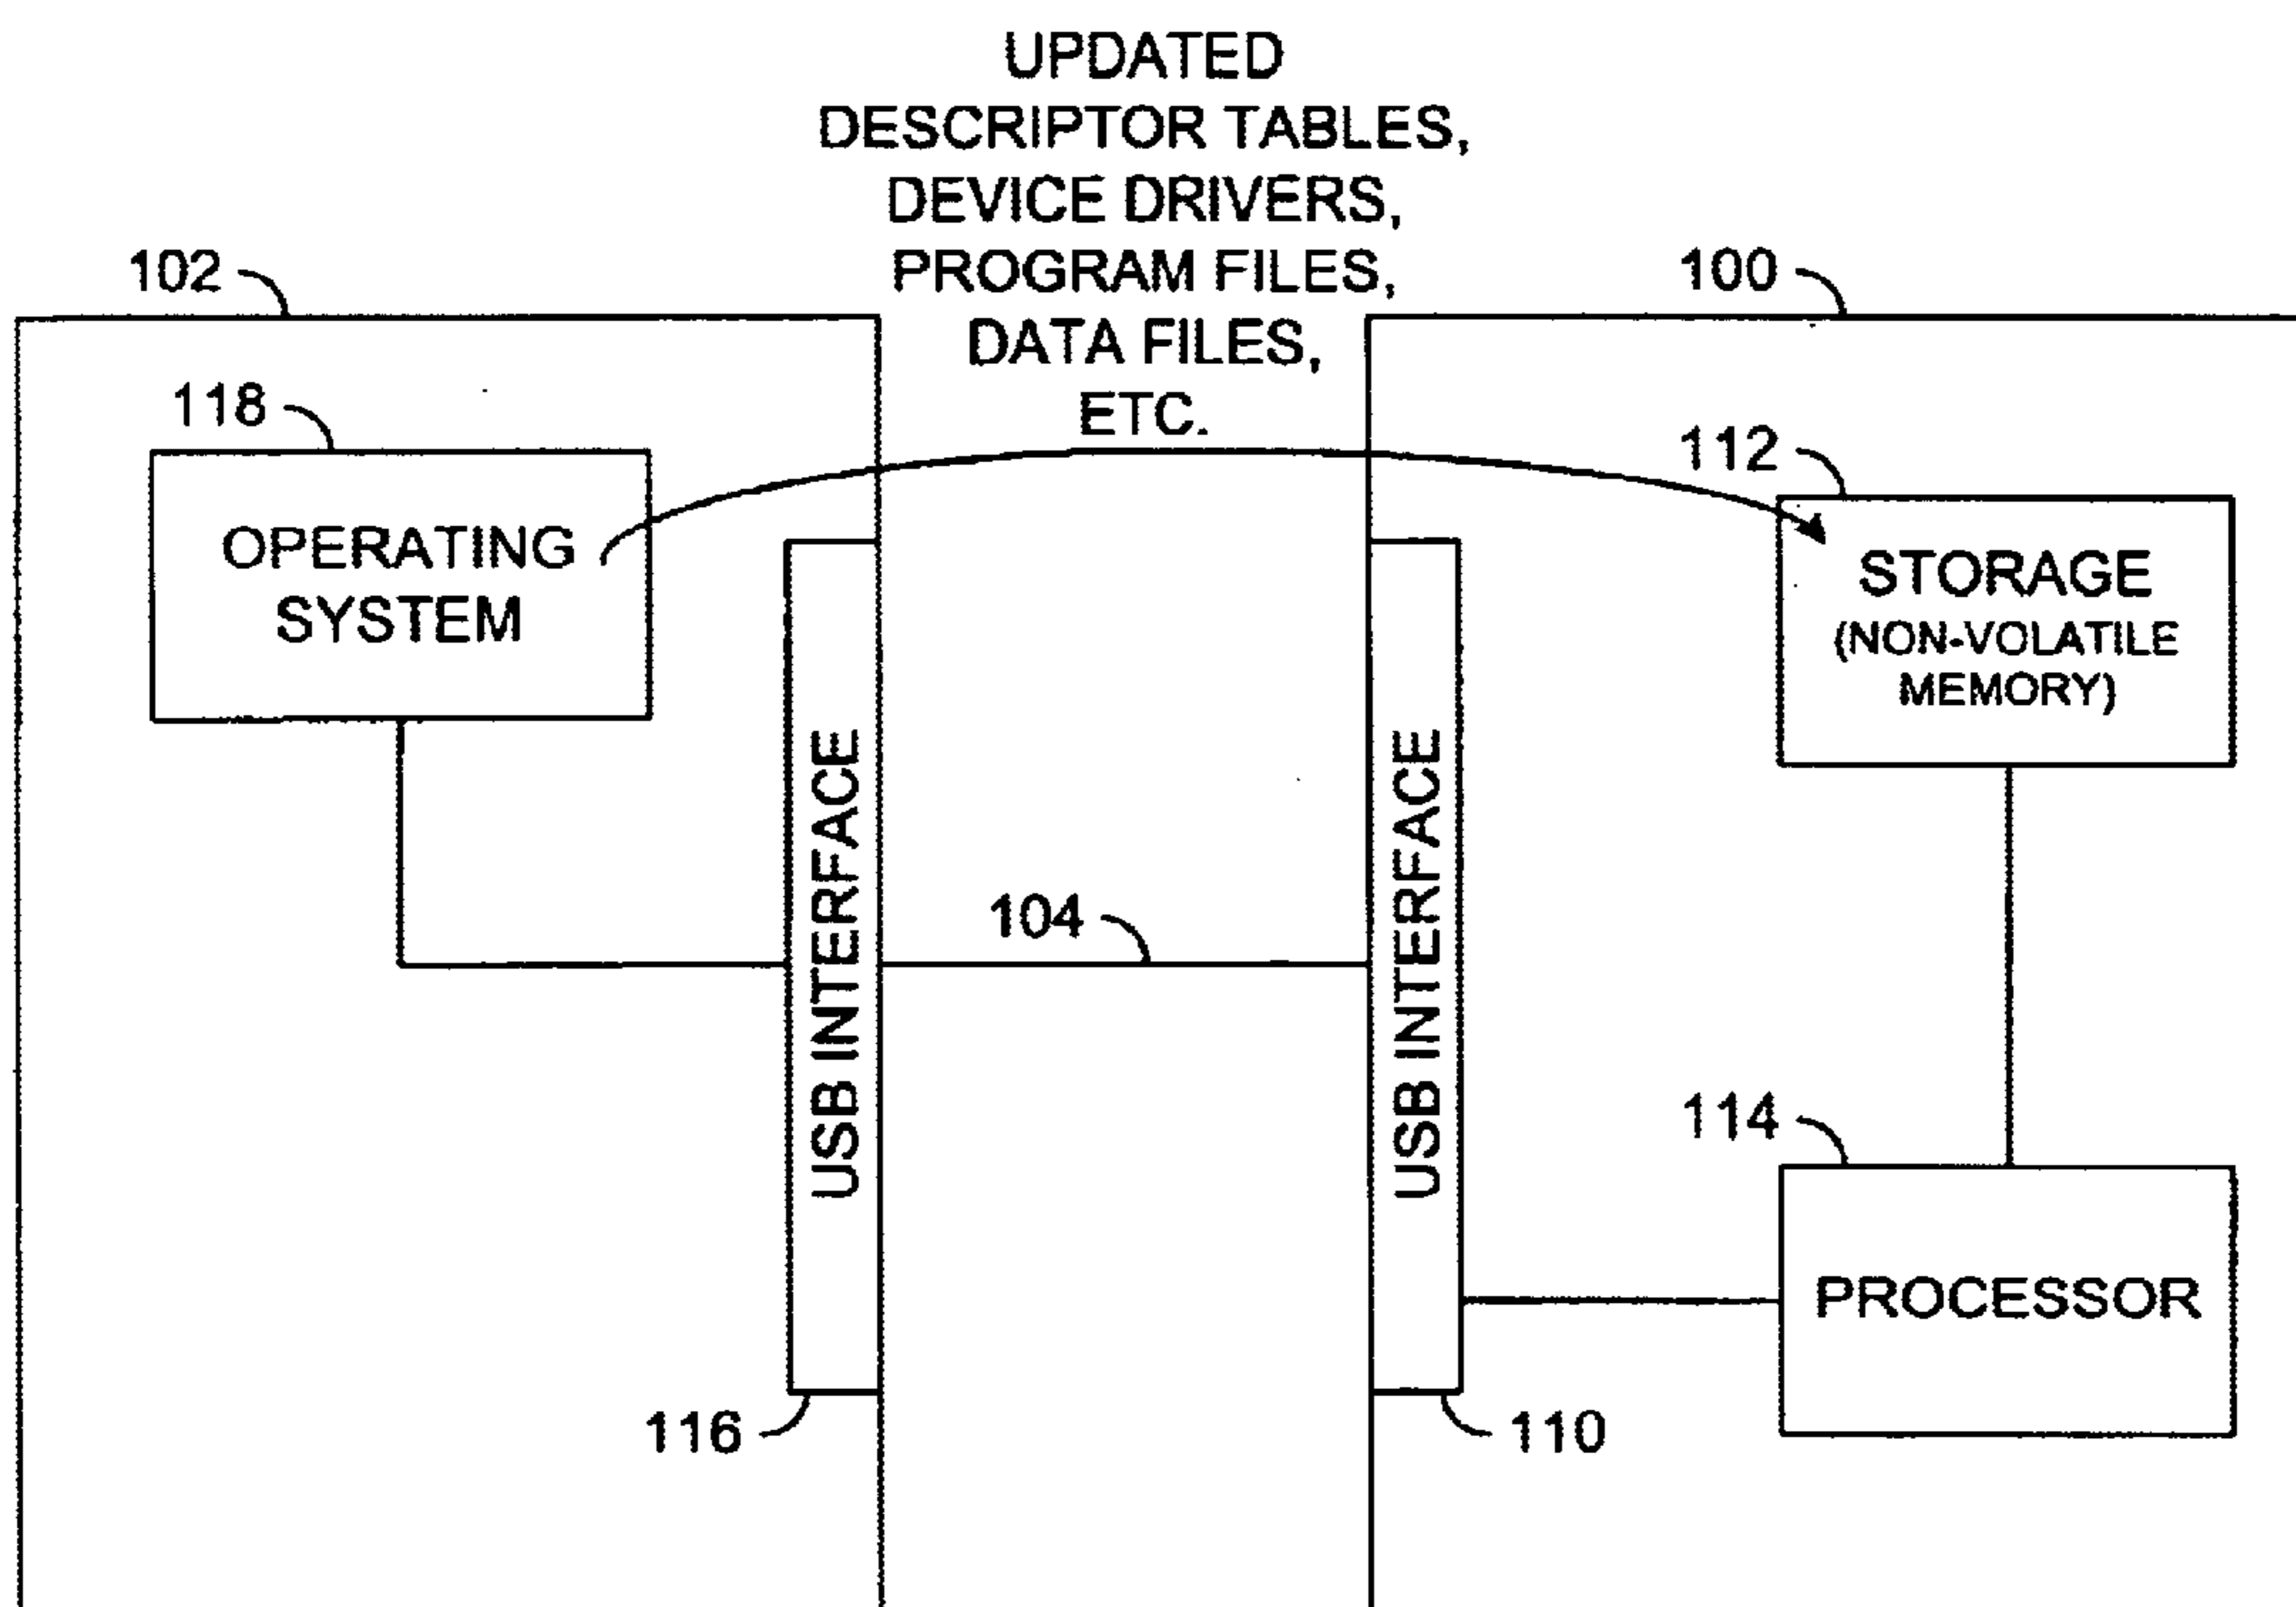 UPDATED
DESCRIPTOR TABLES,
DEVICE DRIVERS,
PROGRAM FILES,
DATA FILES,
ETC.
102
100
118
112
OPERATING
SYSTEM
STORAGE
(NON-VOLATILE
MEMORY)
USB INTERFACE
USB INTERFACE
104
114
PROCESSOR
116
110